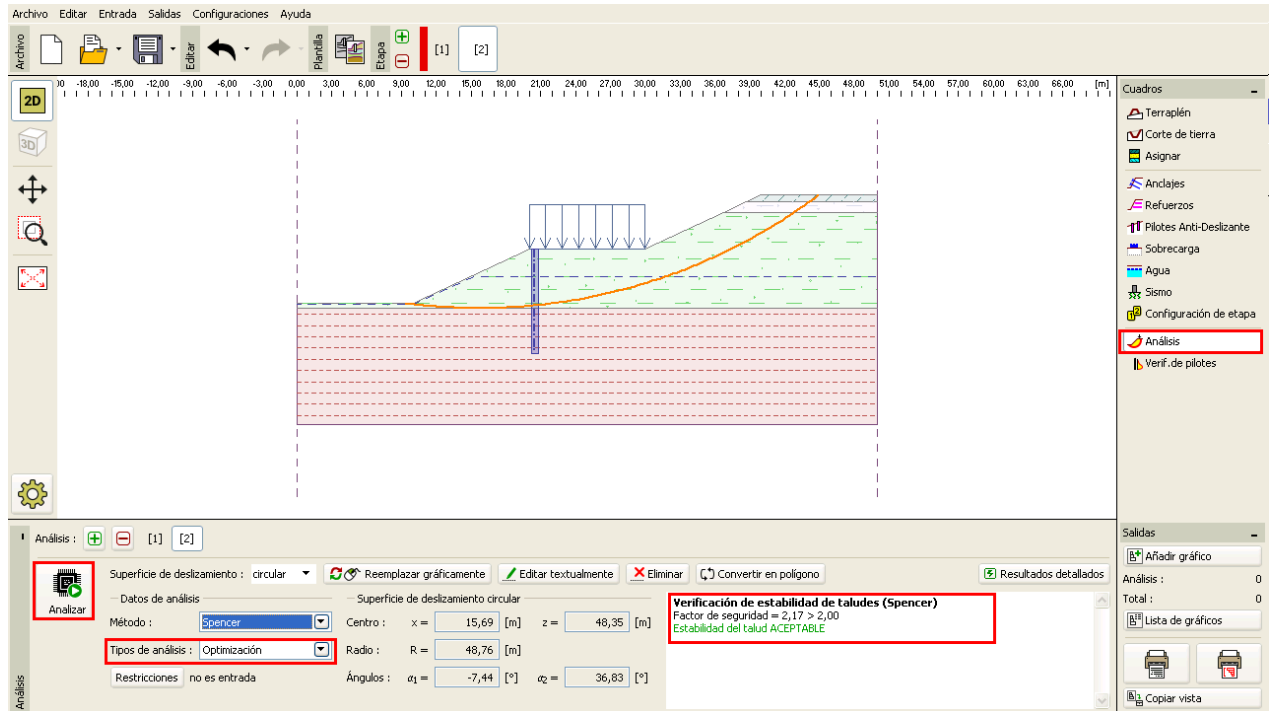 Archivo Editar Entrada Salidas Configuraciones Ayuda
Archivo
Editar
Plantilla
Etapa
[1] [2]
-18,00 -15,00 -12,00 -9,00 -6,00 -3,00 0,00 3,00 6,00 9,00 12,00 15,00 18,00 21,00 24,00 27,00 30,00 33,00 36,00 39,00 42,00 45,00 48,00 51,00 54,00 57,00 60,00 63,00 66,00 [m]
2D
3D
Cuadros
Terraplén
Corte de tierra
Asignar
Anclajes
Refuerzos
Pilotes Anti-Deslizante
Sobrecarga
Agua
Sismo
Configuración de etapa
Análisis
Verif.de pilotes
Análisis : [1] [2]
Analizar
Superficie de deslizamiento : circular Reemplazar gráficamente Editar textualmente Eliminar Convertir en polígono Resultados detallados
Datos de análisis
Método : Spencer
Tipos de análisis : Optimización
Restricciones no es entrada
Superficie de deslizamiento circular
Centro : x = 15,69 [m] z = 48,35 [m]
Radio : R = 48,76 [m]
Ángulos : α1 = -7,44 [°] α2 = 36,83 [°]
Verificación de estabilidad de taludes (Spencer)
Factor de seguridad = 2,17 > 2,00
Estabilidad del talud ACEPTABLE
Análisis
Salidas
Añadir gráfico
Análisis : 0
Total : 0
Lista de gráficos
Copiar vista